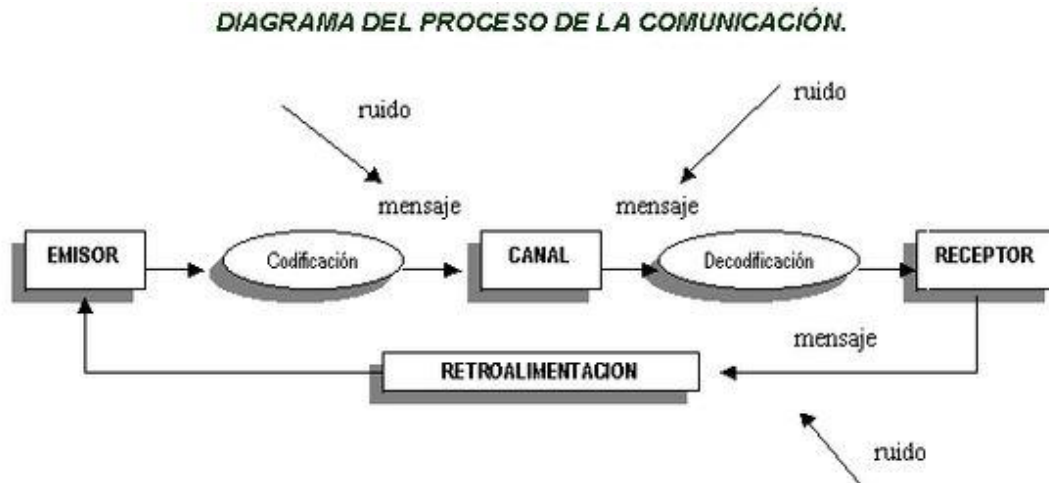 DIAGRAMA DEL PROCESO DE LA COMUNICACIÓN.
ruido
ruido
mensaje
mensaje
EMISOR
Codificación
CANAL
Decodificación
RECEPTOR
mensaje
RETROALIMENTACION
ruido